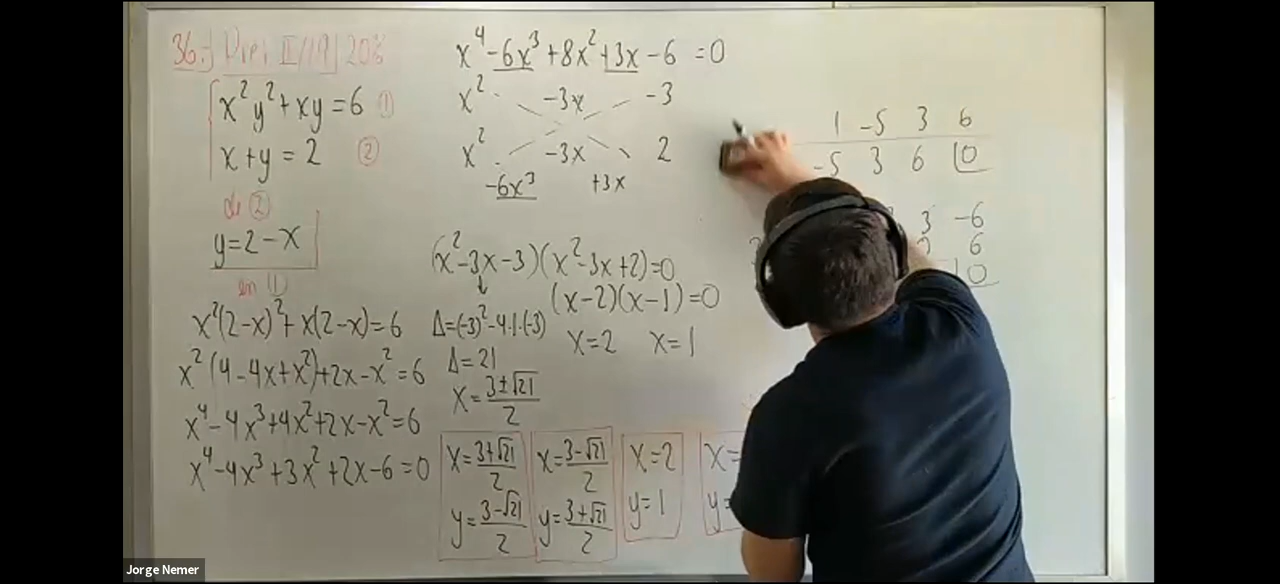 36.) Par. II/19 20%
x²y² + xy = 6 ①
x + y = 2 ②
de ②
y = 2 - x
en ①
x²(2-x)² + x(2-x) = 6
x²(4-4x+x²) + 2x - x² = 6
x⁴ - 4x³ + 4x² + 2x - x² = 6
x⁴ - 4x³ + 3x² + 2x - 6 = 0
x⁴ - 6x³ + 8x² + 3x - 6 = 0
x² -3x -3
x² -3x 2
-6x³ +3x
(x² - 3x - 3)(x² - 3x + 2) = 0
(x-2)(x-1) = 0
Δ = (-3)² - 4·1·(-3)
x = 2 x = 1
Δ = 21
x = (3 ± √21)/2
x = (3+√21)/2
y = (3-√21)/2
x = (3-√21)/2
y = (3+√21)/2
x = 2
y = 1
x =
y =
1 -5 3 6
-5 3 6 0
3 -6
6
0
Jorge Nemer